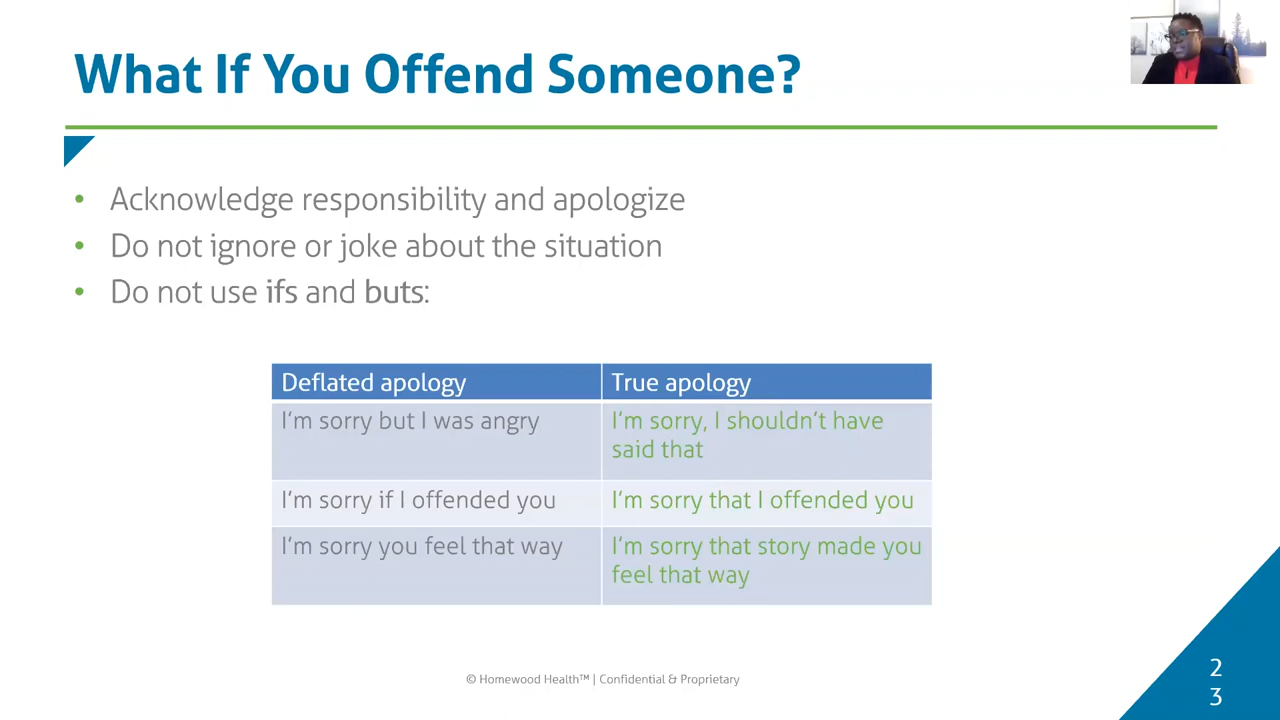 What If You Offend Someone?
• Acknowledge responsibility and apologize
• Do not ignore or joke about the situation
• Do not use ifs and buts:
Deflated apology
True apology
I'm sorry but I was angry
I'm sorry, I shouldn't have
said that
I'm sorry if I offended you
I'm sorry that I offended you
I'm sorry you feel that way
I'm sorry that story made you
feel that way
© Homewood Health™ | Confidential & Proprietary
2
3